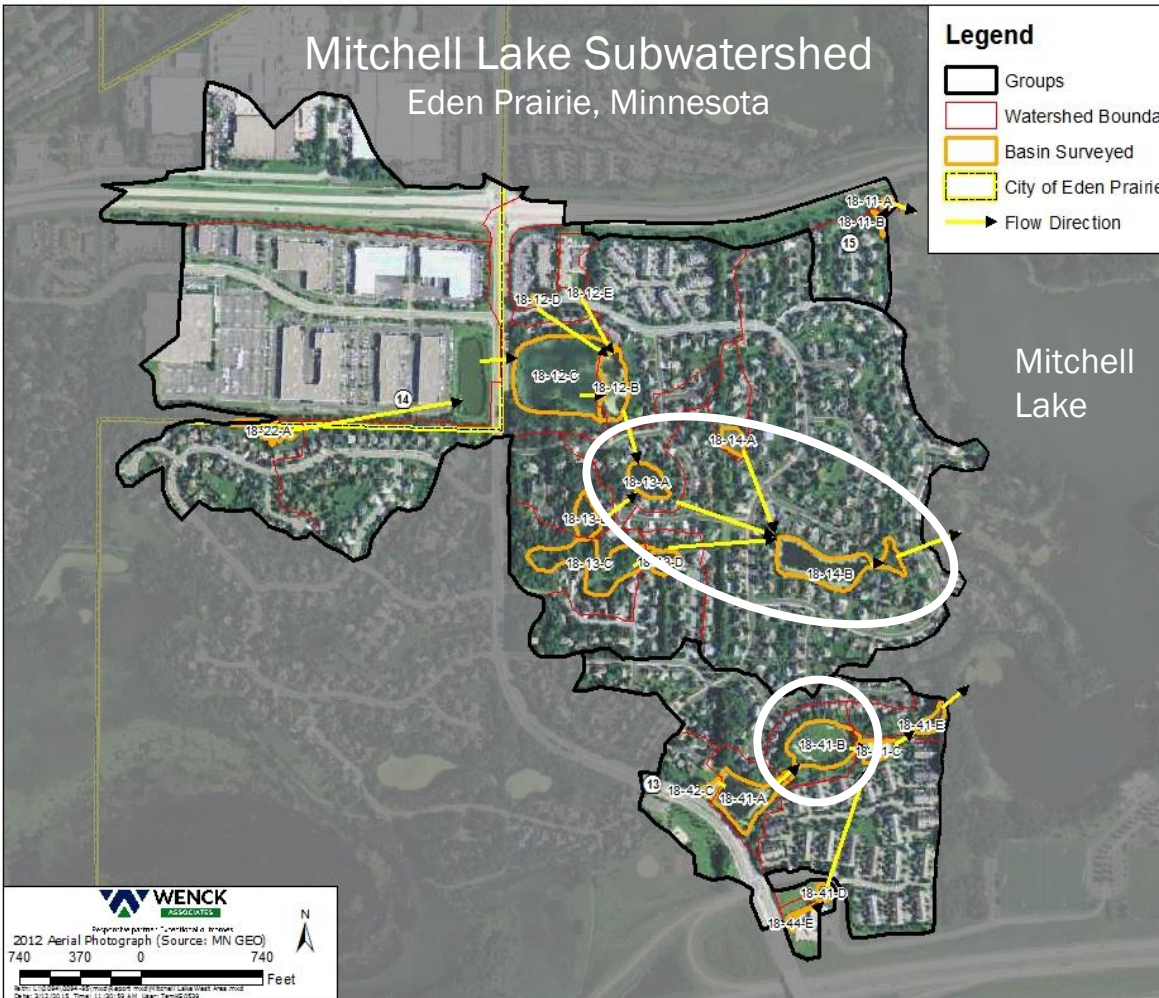 Mitchell Lake Subwatershed
Eden Prairie, Minnesota
Legend
Groups
Watershed Bounda
Basin Surveyed
City of Eden Prairie
Flow Direction
18-11-A
18-11-B
15
18-12-D
18-12-E
Mitchell
Lake
18-12-C
18-12-B
14
18-22-A
18-14-A
18-13-A
18-13-C
18-14-B
18-41-E
18-41-B
13
18-42-C
18-41-A
18-41-D
18-44-E
WENCK
ASSOCIATES
N
2012 Aerial Photograph (Source: MN GEO)
740 370 0 740
Feet